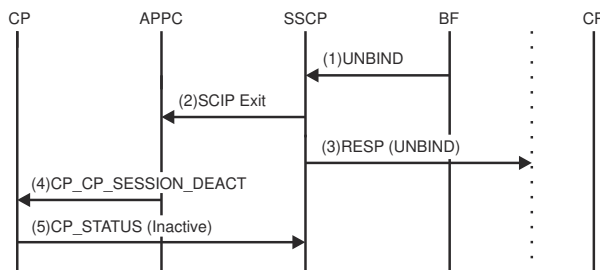 CP APPC SSCP BF CP
(1)UNBIND
(2)SCIP Exit
(3)RESP (UNBIND)
(4)CP_CP_SESSION_DEACT
(5)CP_STATUS (Inactive)